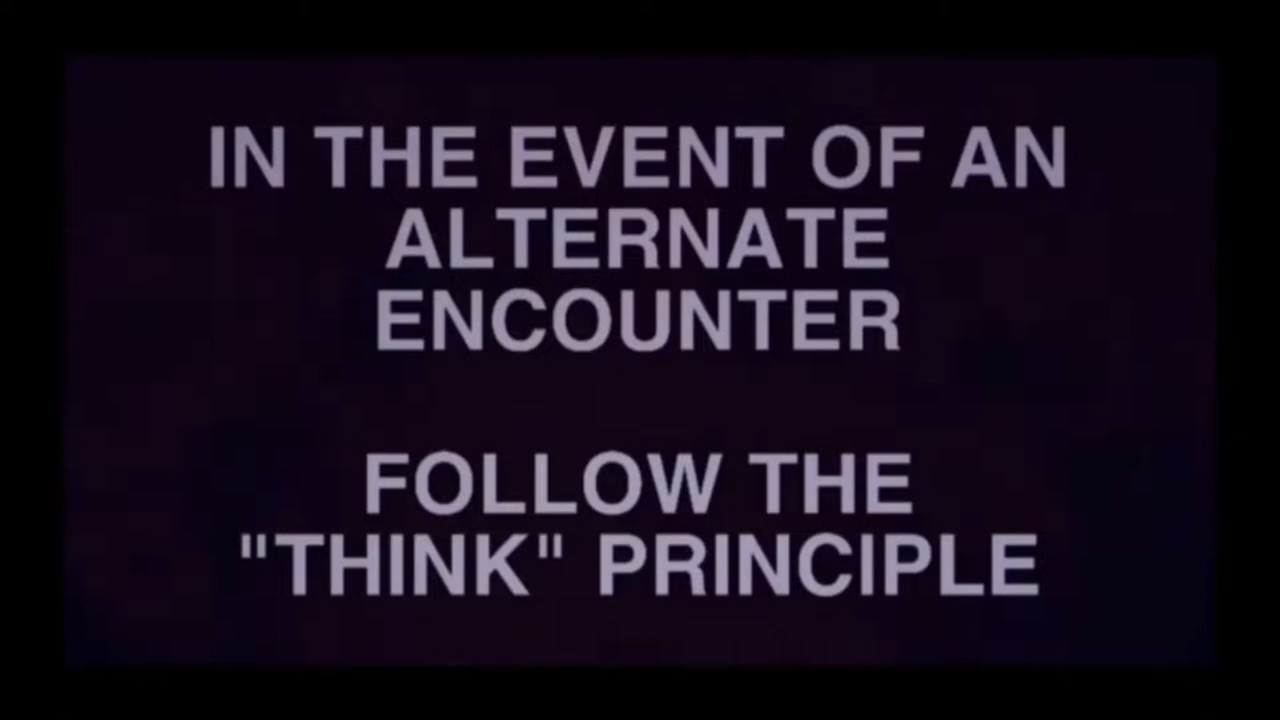 IN THE EVENT OF AN
ALTERNATE
ENCOUNTER
FOLLOW THE
"THINK" PRINCIPLE